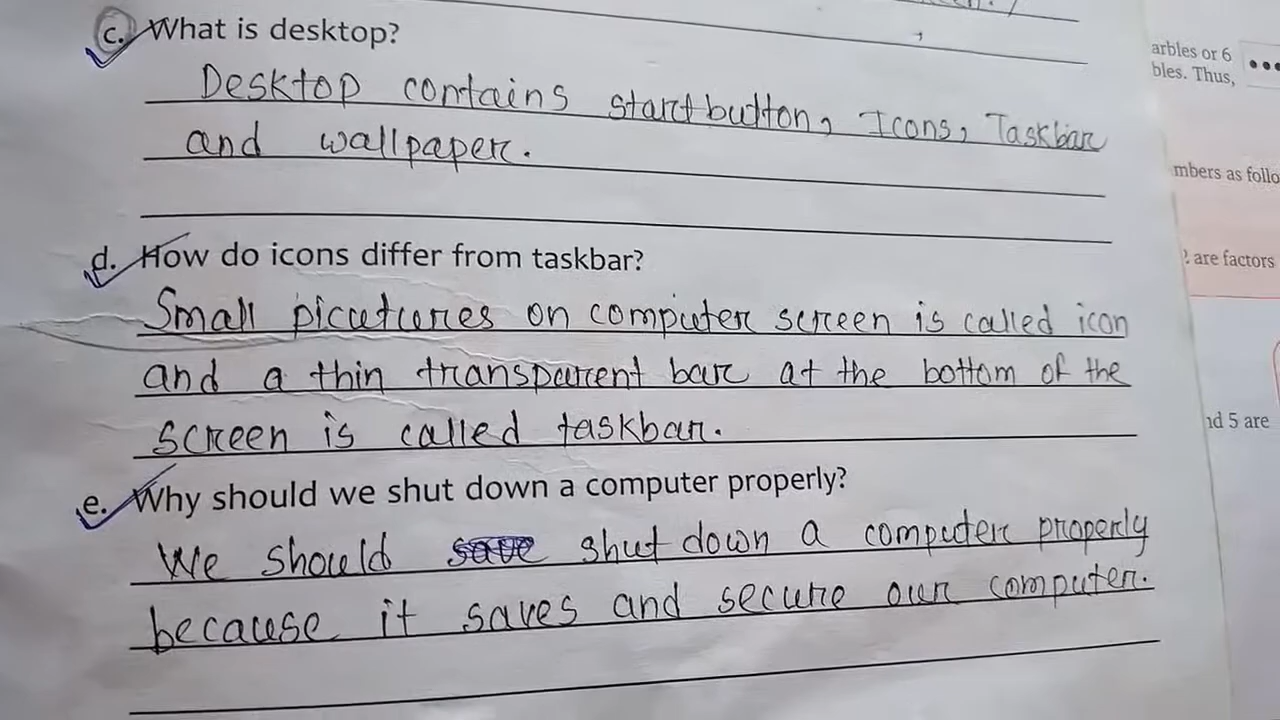 c. What is desktop?
Desktop contains start button, Icons, Taskbar
and wallpaper.
d. How do icons differ from taskbar?
Small picutures on computer screen is called icon
and a thin transparent bar at the bottom of the
screen is called taskbar.
e. Why should we shut down a computer properly?
We should save shut down a computer properly
because it saves and secure our computer.
arbles or 6
bles. Thus,
mbers as follo
are factors
nd 5 are